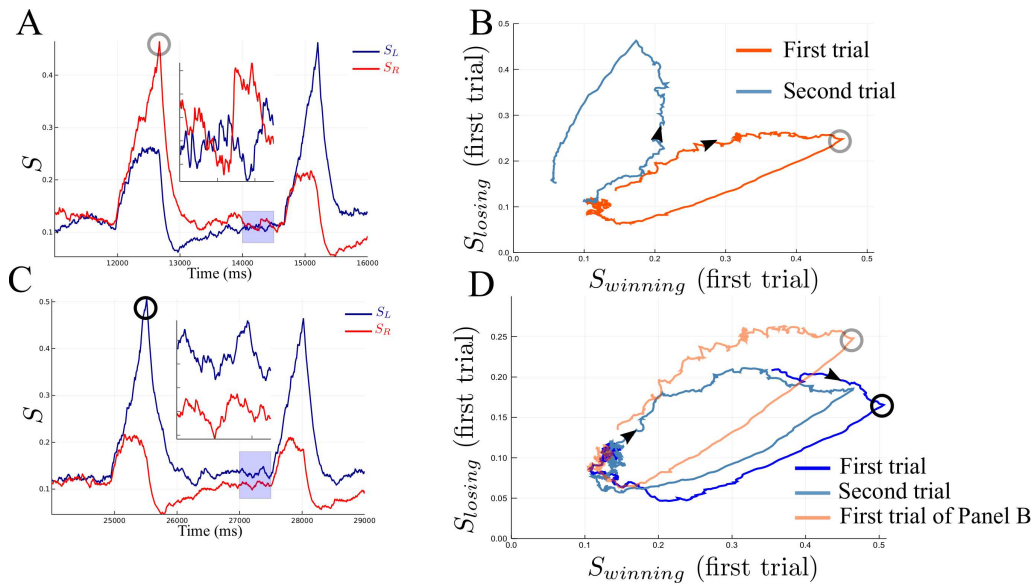 A
S
0.4
0.3
0.2
0.1
S_L
S_R
12000 13000 14000 15000 16000
Time (ms)
B
S_losing (first trial)
0.5
0.4
0.3
0.2
0.1
0.0
First trial
Second trial
0.0 0.1 0.2 0.3 0.4 0.5
S_winning (first trial)
C
S
0.5
0.4
0.3
0.2
0.1
S_L
S_R
25000 26000 27000 28000 29000
Time (ms)
D
S_losing (first trial)
0.25
0.20
0.15
0.10
0.05
0.00
First trial
Second trial
First trial of Panel B
0.0 0.1 0.2 0.3 0.4 0.5
S_winning (first trial)